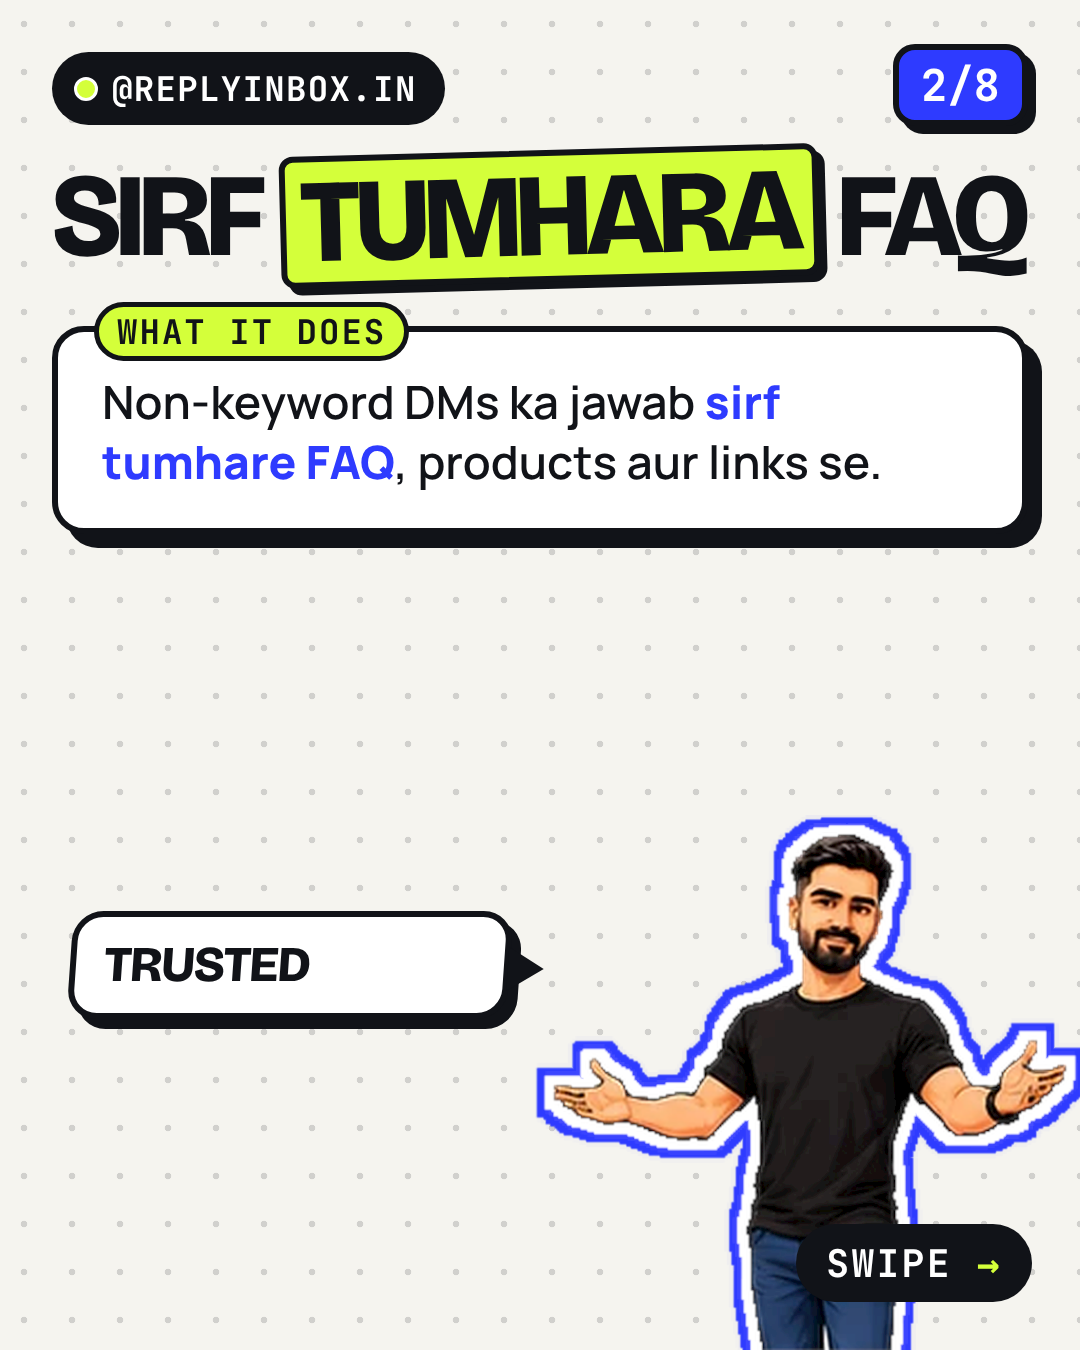 @REPLYINBOX.IN
2/8
SIRF TUMHARA FAQ
WHAT IT DOES
Non-keyword DMs ka jawab sirf
tumhare FAQ, products aur links se.
TRUSTED
SWIPE →